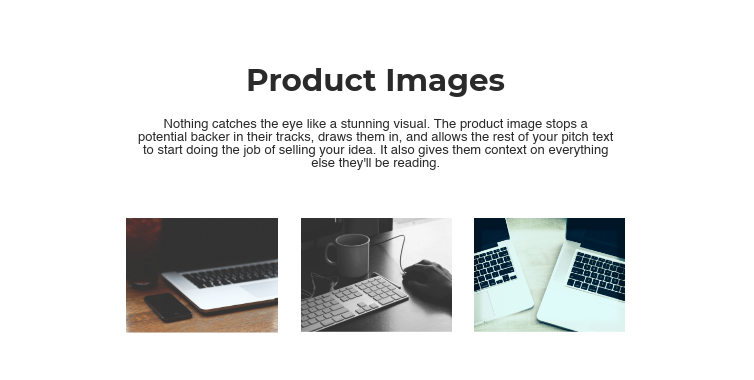 Product Images
Nothing catches the eye like a stunning visual. The product image stops a
potential backer in their tracks, draws them in, and allows the rest of your pitch text
to start doing the job of selling your idea. It also gives them context on everything
else they'll be reading.